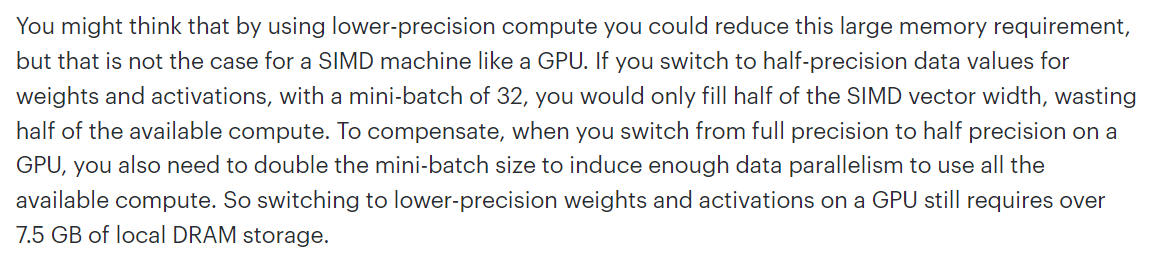 You might think that by using lower-precision compute you could reduce this large memory requirement,
but that is not the case for a SIMD machine like a GPU. If you switch to half-precision data values for
weights and activations, with a mini-batch of 32, you would only fill half of the SIMD vector width, wasting
half of the available compute. To compensate, when you switch from full precision to half precision on a
GPU, you also need to double the mini-batch size to induce enough data parallelism to use all the
available compute. So switching to lower-precision weights and activations on a GPU still requires over
7.5 GB of local DRAM storage.